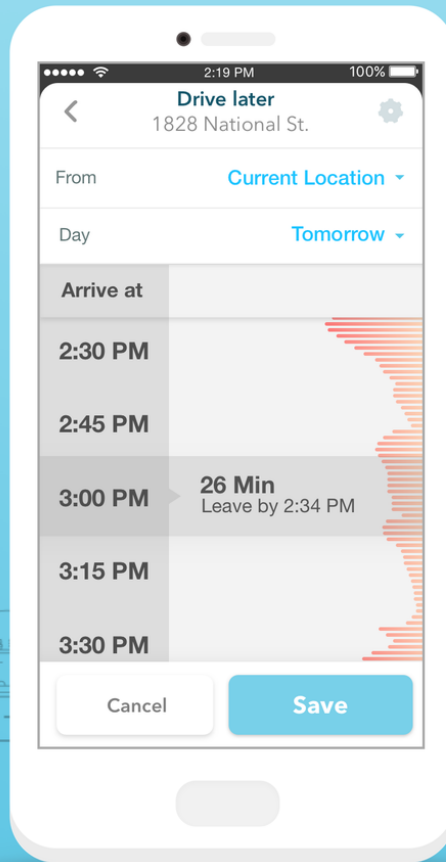 2:19 PM
100%
Drive later
1828 National St.
From
Current Location
Day
Tomorrow
Arrive at
2:30 PM
2:45 PM
3:00 PM
26 Min
Leave by 2:34 PM
3:15 PM
3:30 PM
Cancel
Save